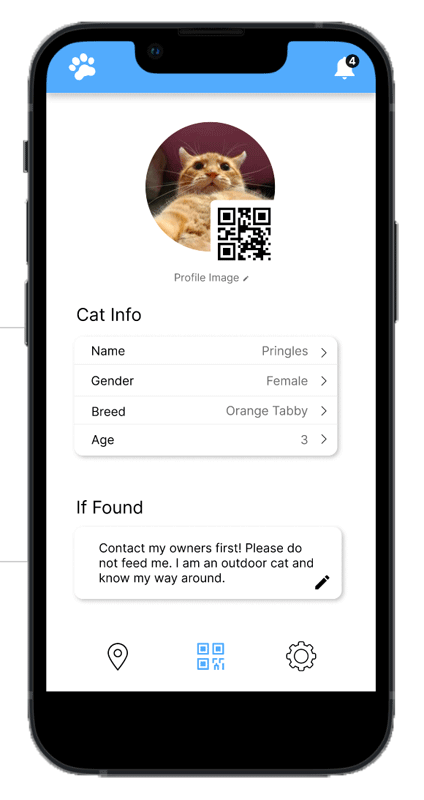 4
Profile Image
Cat Info
Name Pringles
Gender Female
Breed Orange Tabby
Age 3
If Found
Contact my owners first! Please do
not feed me. I am an outdoor cat and
know my way around.